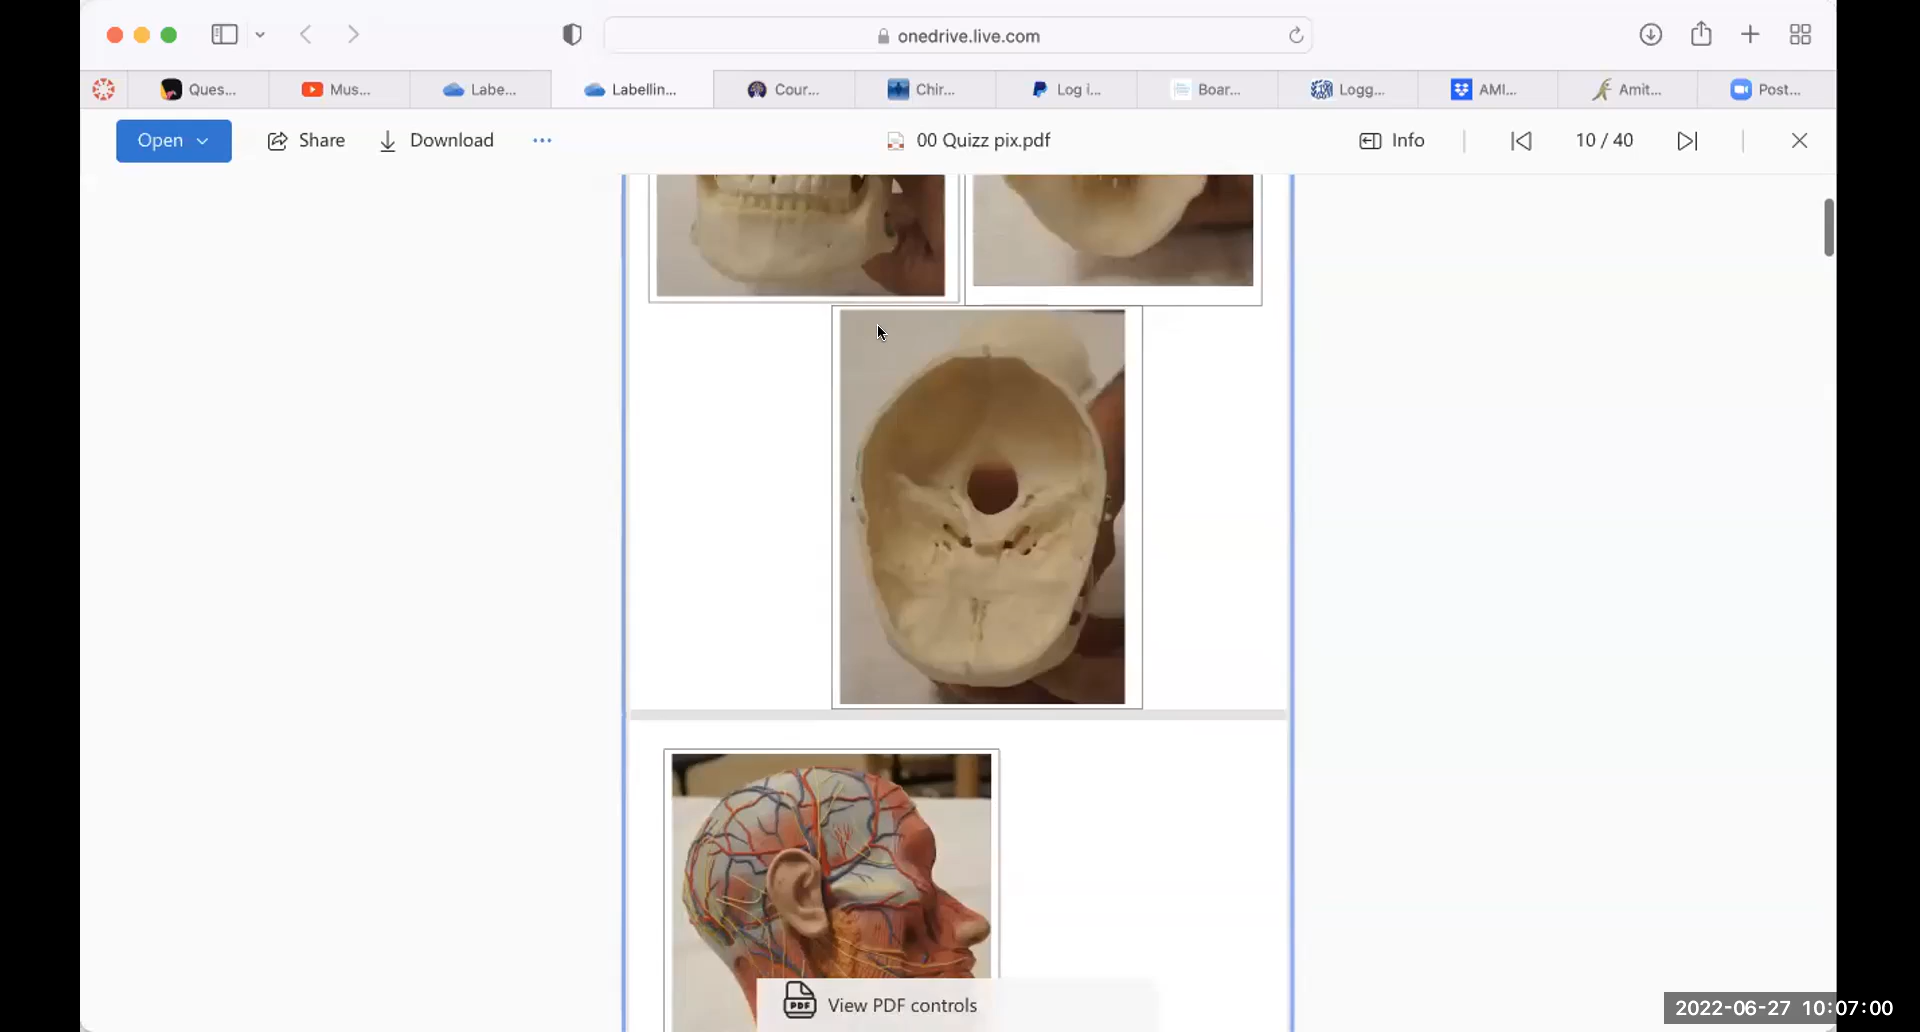 onedrive.live.com
Ques...
Mus...
Labe...
Labellin...
Cour...
Chir...
Log i...
Boar...
Logg...
AMI...
Amit...
Post...
Open
Share
Download
...
00 Quizz pix.pdf
Info
10 / 40
PDF
View PDF controls
2022-06-27 10:07:00